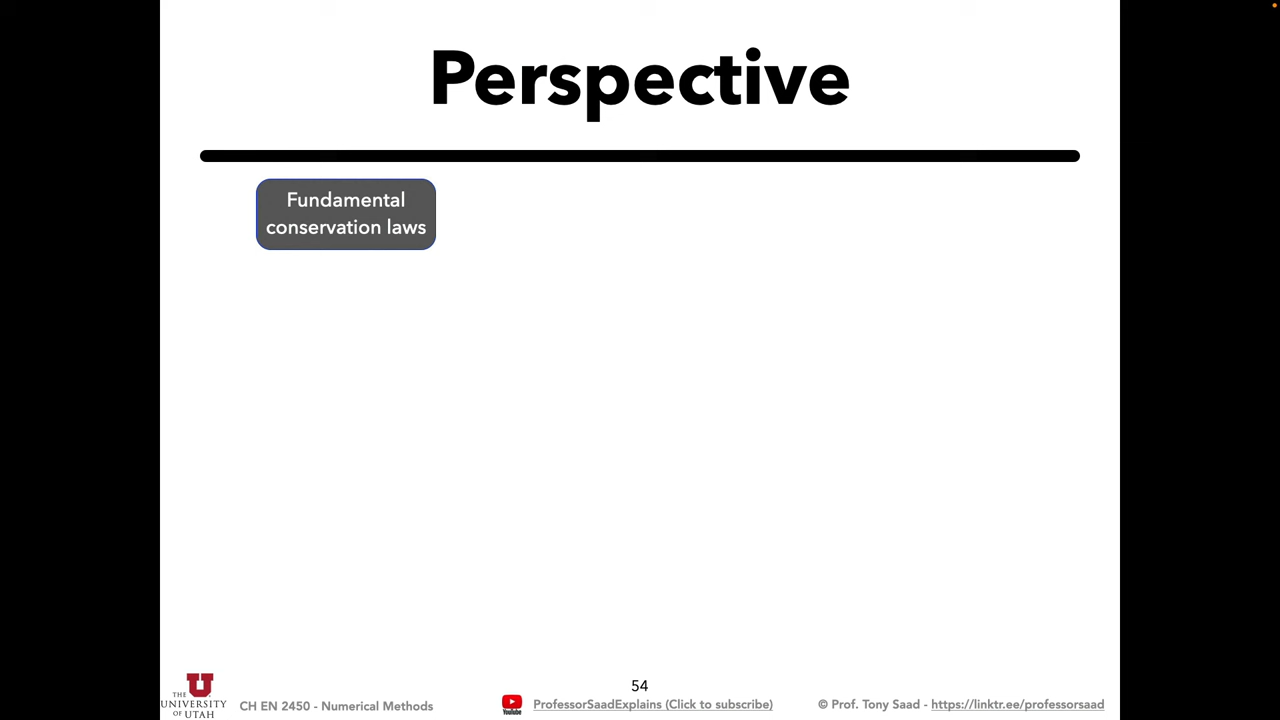 Perspective
Fundamental
conservation laws
54
THE
UNIVERSITY
OF UTAH
CH EN 2450 - Numerical Methods
YouTube
ProfessorSaadExplains (Click to subscribe)
© Prof. Tony Saad - https://linktr.ee/professorsaad